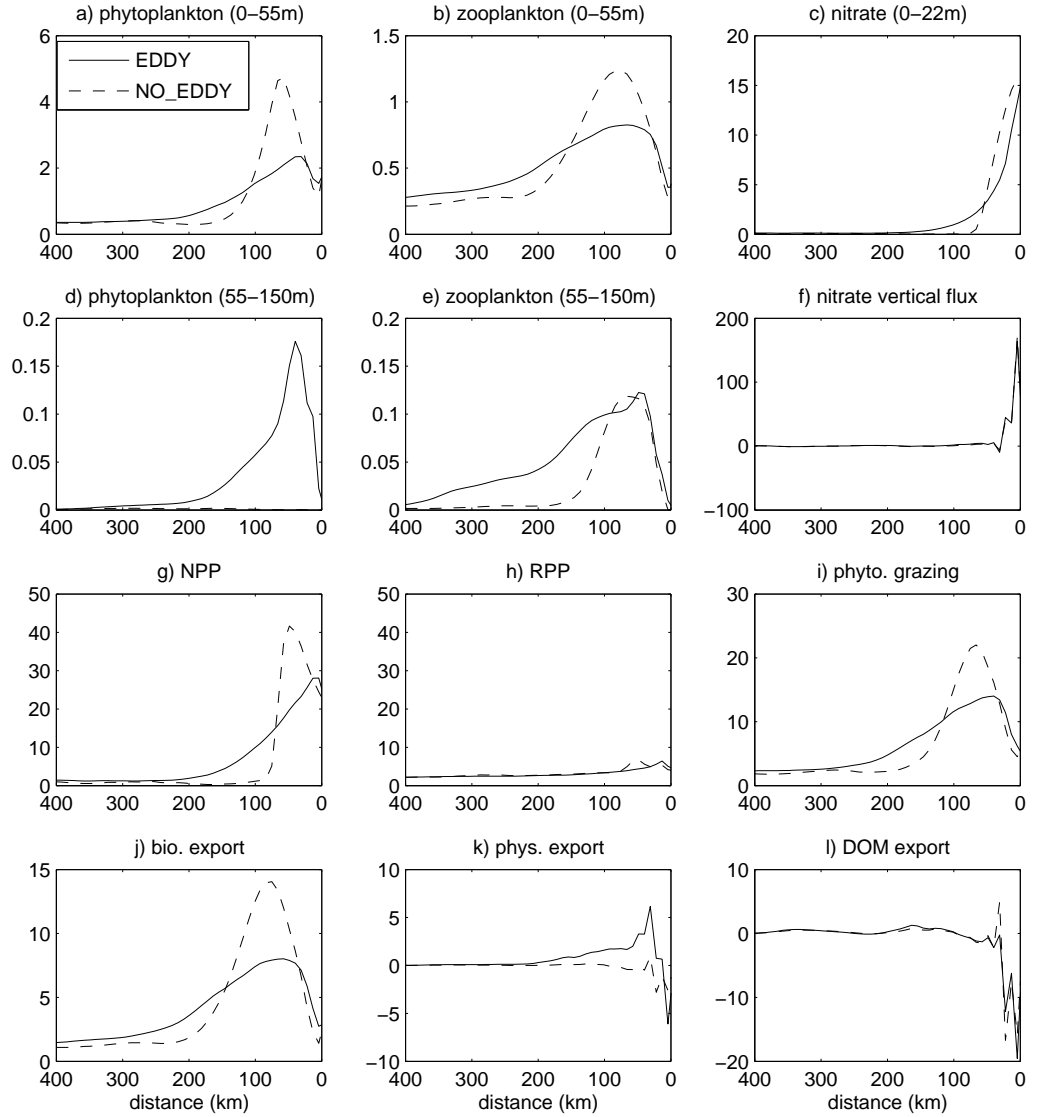 a) phytoplankton (0−55m)
6
4
2
0
400 300 200 100 0
EDDY
NO_EDDY
b) zooplankton (0−55m)
1.5
1
0.5
0
400 300 200 100 0
c) nitrate (0−22m)
20
15
10
5
0
400 300 200 100 0
d) phytoplankton (55−150m)
0.2
0.15
0.1
0.05
0
400 300 200 100 0
e) zooplankton (55−150m)
0.2
0.15
0.1
0.05
0
400 300 200 100 0
f) nitrate vertical flux
200
100
0
−100
400 300 200 100 0
g) NPP
50
40
30
20
10
0
400 300 200 100 0
h) RPP
50
40
30
20
10
0
400 300 200 100 0
i) phyto. grazing
30
20
10
0
400 300 200 100 0
j) bio. export
15
10
5
0
400 300 200 100 0
distance (km)
k) phys. export
10
5
0
−5
−10
400 300 200 100 0
distance (km)
l) DOM export
10
0
−10
−20
400 300 200 100 0
distance (km)